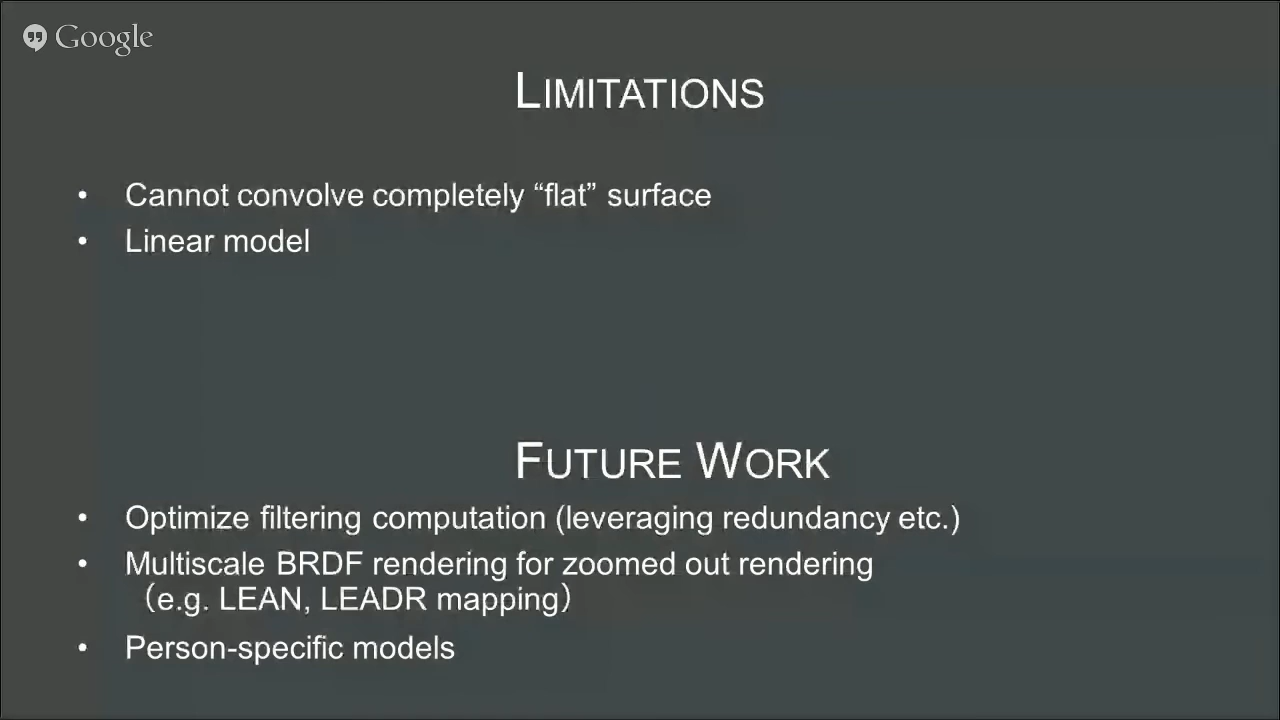 Google
LIMITATIONS
• Cannot convolve completely “flat” surface
• Linear model
FUTURE WORK
• Optimize filtering computation (leveraging redundancy etc.)
• Multiscale BRDF rendering for zoomed out rendering
（e.g. LEAN, LEADR mapping）
• Person-specific models